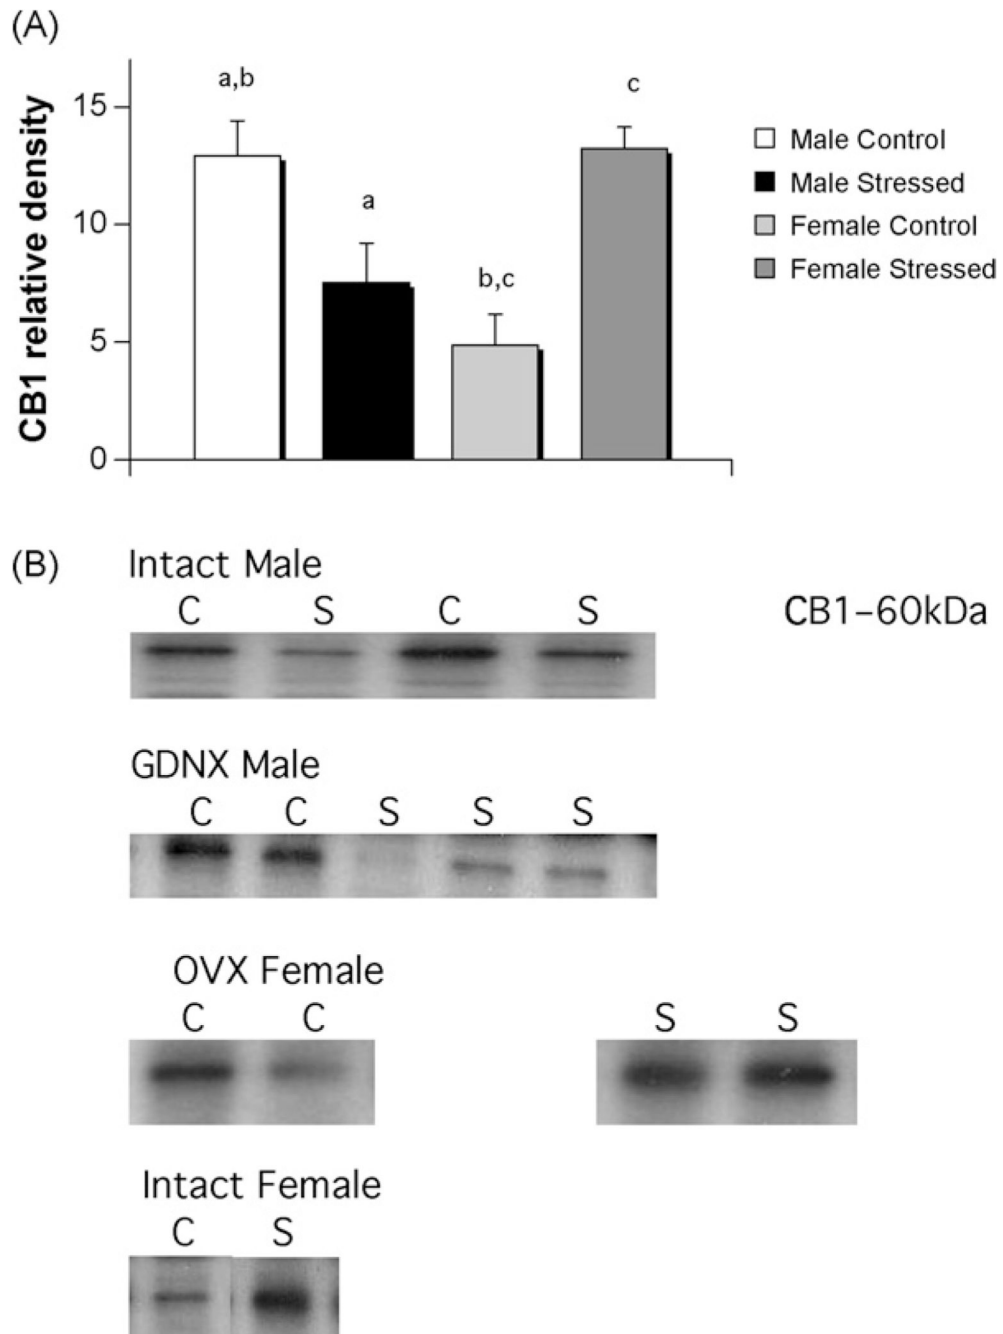 (A)
CB1 relative density
15
10
5
0
a,b
a
b,c
c
Male Control
Male Stressed
Female Control
Female Stressed
(B)
Intact Male
C S C S
CB1-60kDa
GDNX Male
C C S S S
OVX Female
C C S S
Intact Female
C S